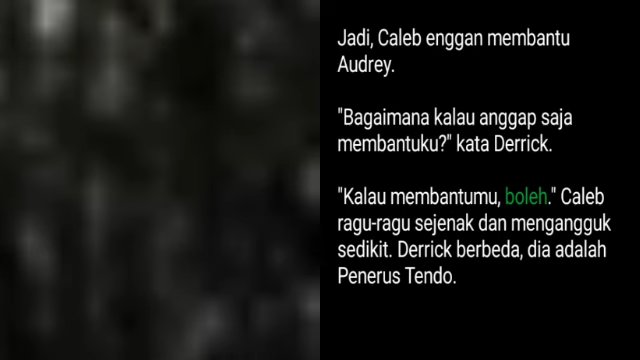 Jadi, Caleb enggan membantu
Audrey.
"Bagaimana kalau anggap saja
membantuku?" kata Derrick.
"Kalau membantumu, boleh." Caleb
ragu-ragu sejenak dan mengangguk
sedikit. Derrick berbeda, dia adalah
Penerus Tendo.